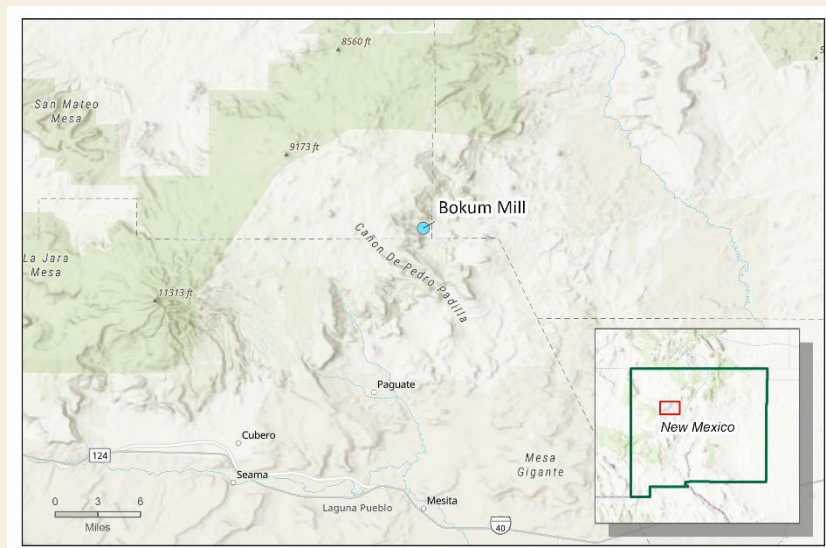 8560 ft
5
San Mateo
Mesa
9173 ft
Bokum Mill
Cañon De Pedro Padilla
La Jara
Mesa
11313 ft
Paguate
New Mexico
Cubero
124
Mesa
Gigante
Seama
0 3 6
Miles
Laguna Pueblo
Mesita
40